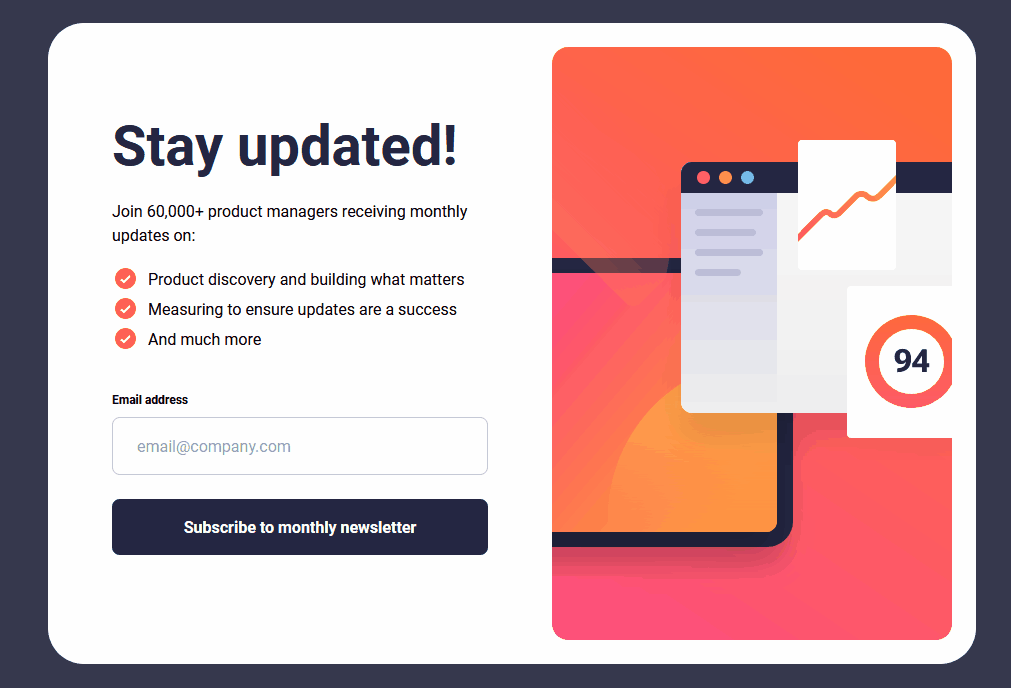 Stay updated!
Join 60,000+ product managers receiving monthly
updates on:
Product discovery and building what matters
Measuring to ensure updates are a success
And much more
Email address
email@company.com
Subscribe to monthly newsletter
94